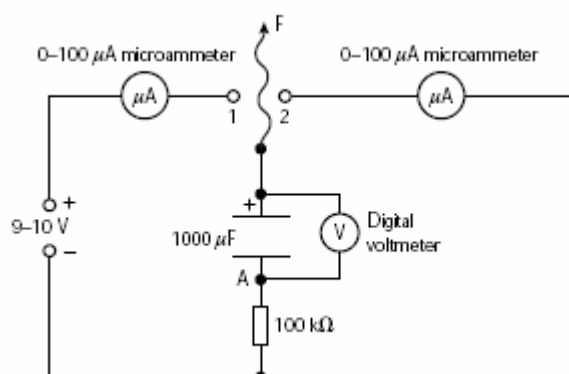 F
0–100 μA microammeter
0–100 μA microammeter
μA
1
2
μA
+
9–10 V
–
+
1000 μF
V
Digital
voltmeter
A
100 kΩ